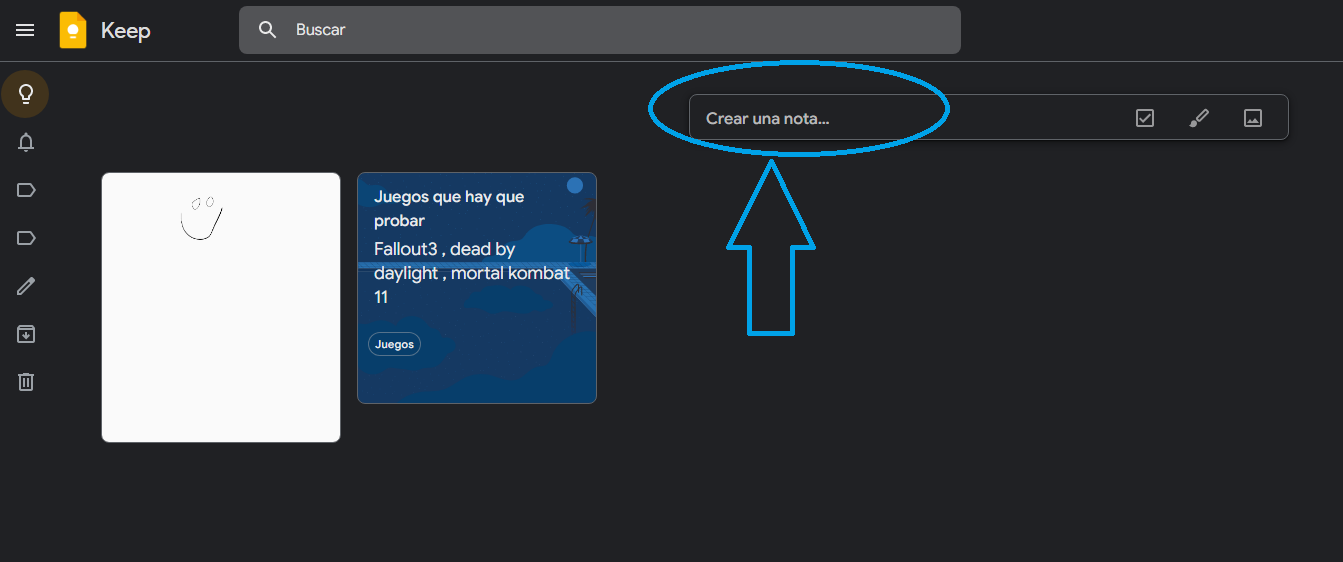 Keep
Buscar
Crear una nota...
Juegos que hay que
probar
Fallout3 , dead by
daylight , mortal kombat
11
Juegos